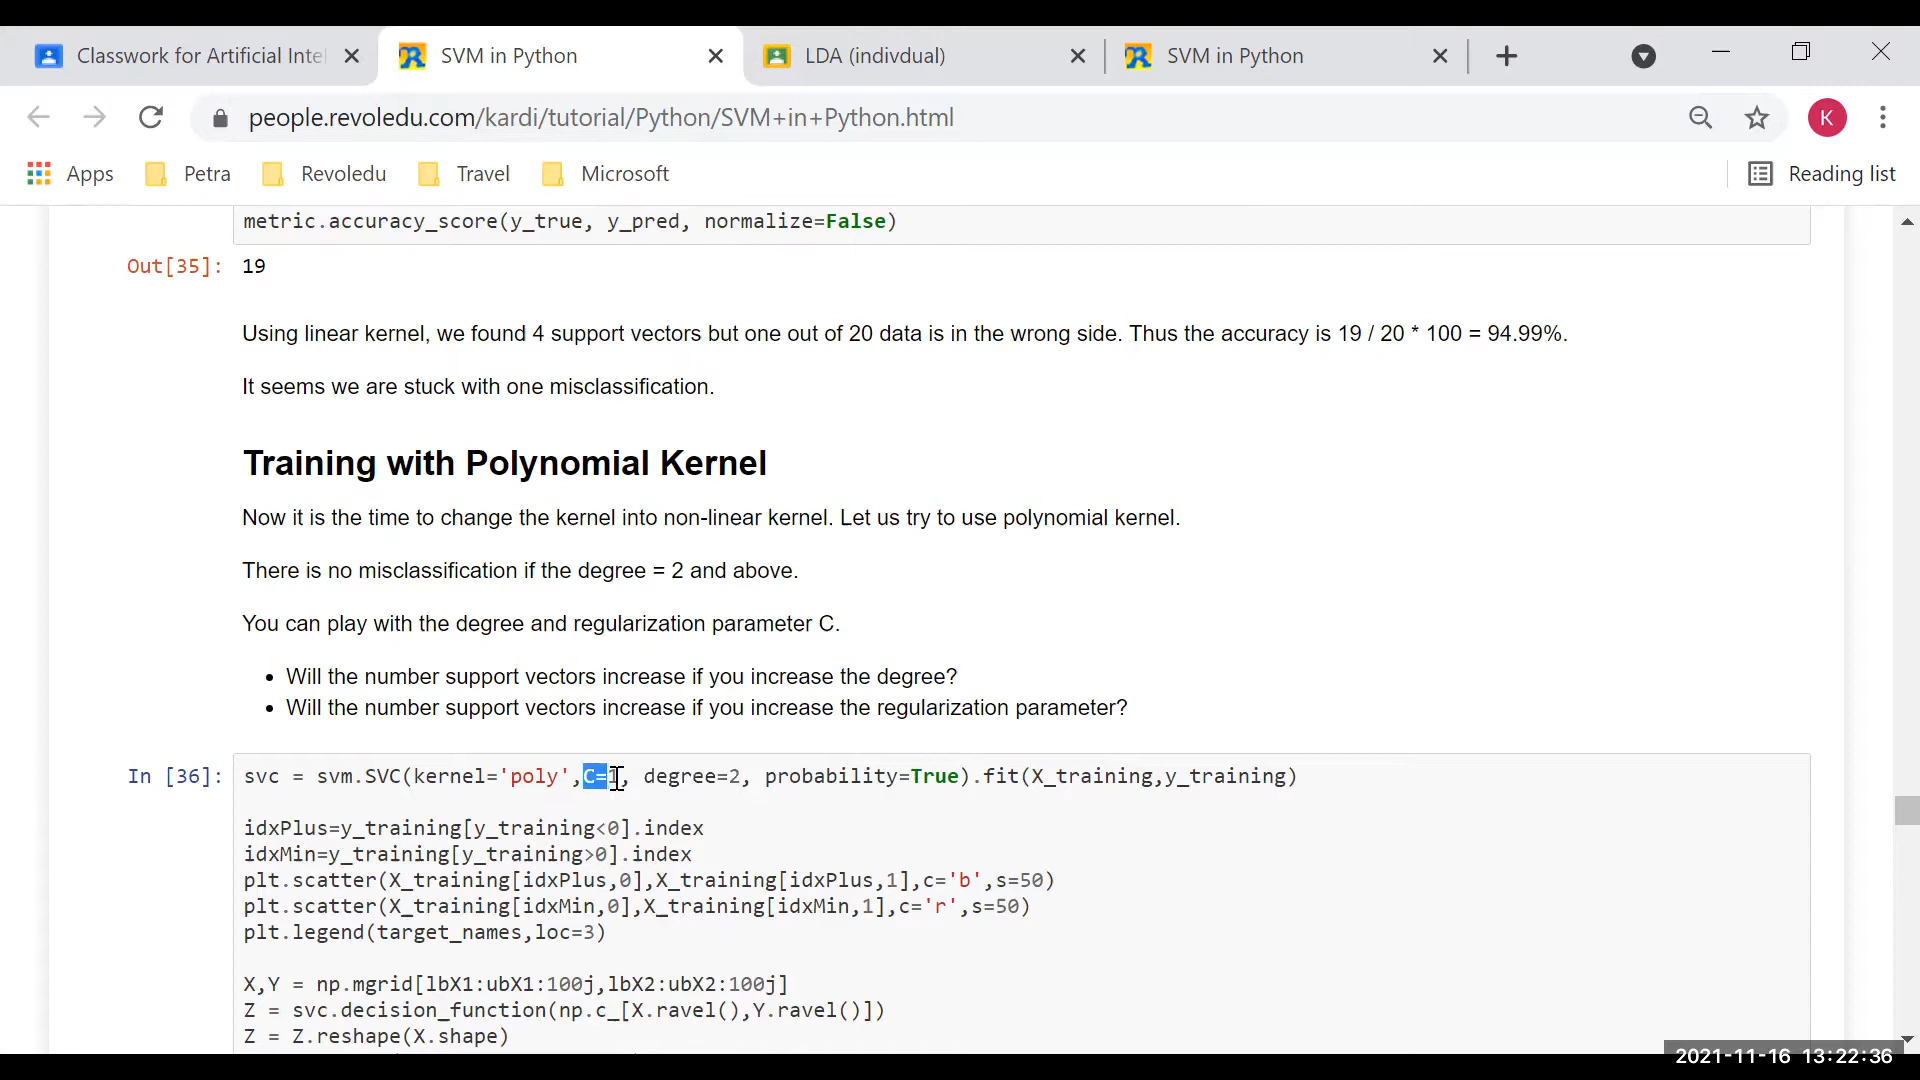 Classwork for Artificial Intel
SVM in Python
LDA (indivdual)
SVM in Python
people.revoledu.com/kardi/tutorial/Python/SVM+in+Python.html
K
Apps
Petra
Revoledu
Travel
Microsoft
Reading list
metric.accuracy_score(y_true, y_pred, normalize=False)
Out[35]: 19
Using linear kernel, we found 4 support vectors but one out of 20 data is in the wrong side. Thus the accuracy is 19 / 20 * 100 = 94.99%.
It seems we are stuck with one misclassification.
Training with Polynomial Kernel
Now it is the time to change the kernel into non-linear kernel. Let us try to use polynomial kernel.
There is no misclassification if the degree = 2 and above.
You can play with the degree and regularization parameter C.
• Will the number support vectors increase if you increase the degree?
• Will the number support vectors increase if you increase the regularization parameter?
In [36]: svc = svm.SVC(kernel='poly',C=1, degree=2, probability=True).fit(X_training,y_training)
idxPlus=y_training[y_training<0].index
idxMin=y_training[y_training>0].index
plt.scatter(X_training[idxPlus,0],X_training[idxPlus,1],c='b',s=50)
plt.scatter(X_training[idxMin,0],X_training[idxMin,1],c='r',s=50)
plt.legend(target_names,loc=3)
X,Y = np.mgrid[lbX1:ubX1:100j,lbX2:ubX2:100j]
Z = svc.decision_function(np.c_[X.ravel(),Y.ravel()])
Z = Z.reshape(X.shape)
2021-11-16 13:22:36